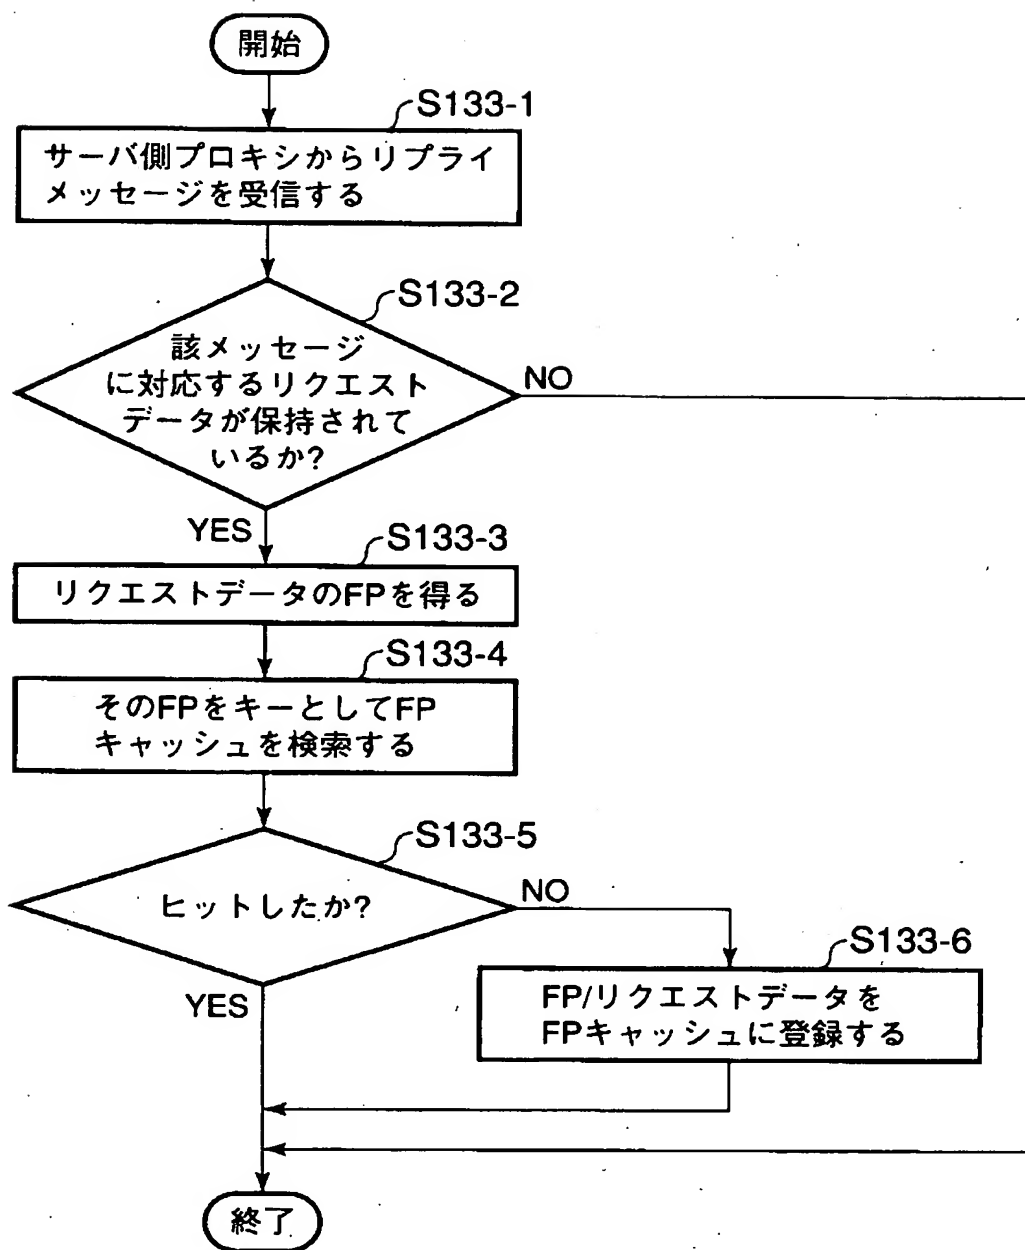 開始
S133-1
サーバ側プロキシからリプライ
メッセージを受信する
S133-2
該メッセージ
に対応するリクエスト
データが保持されて
いるか?
NO
YES
S133-3
リクエストデータのFPを得る
S133-4
そのFPをキーとしてFP
キャッシュを検索する
S133-5
ヒットしたか?
NO
YES
S133-6
FP/リクエストデータを
FPキャッシュに登録する
終了